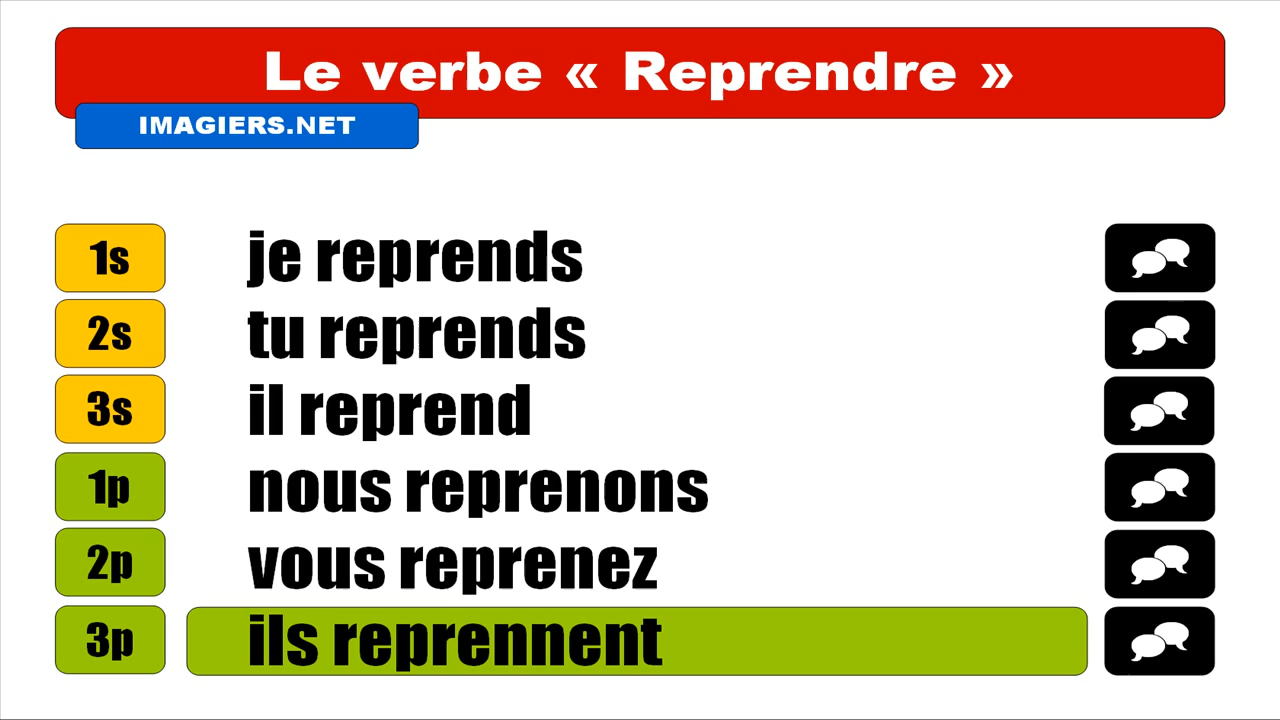 Le verbe « Reprendre »
IMAGIERS.NET
1s je reprends
2s tu reprends
3s il reprend
1p nous reprenons
2p vous reprenez
3p ils reprennent